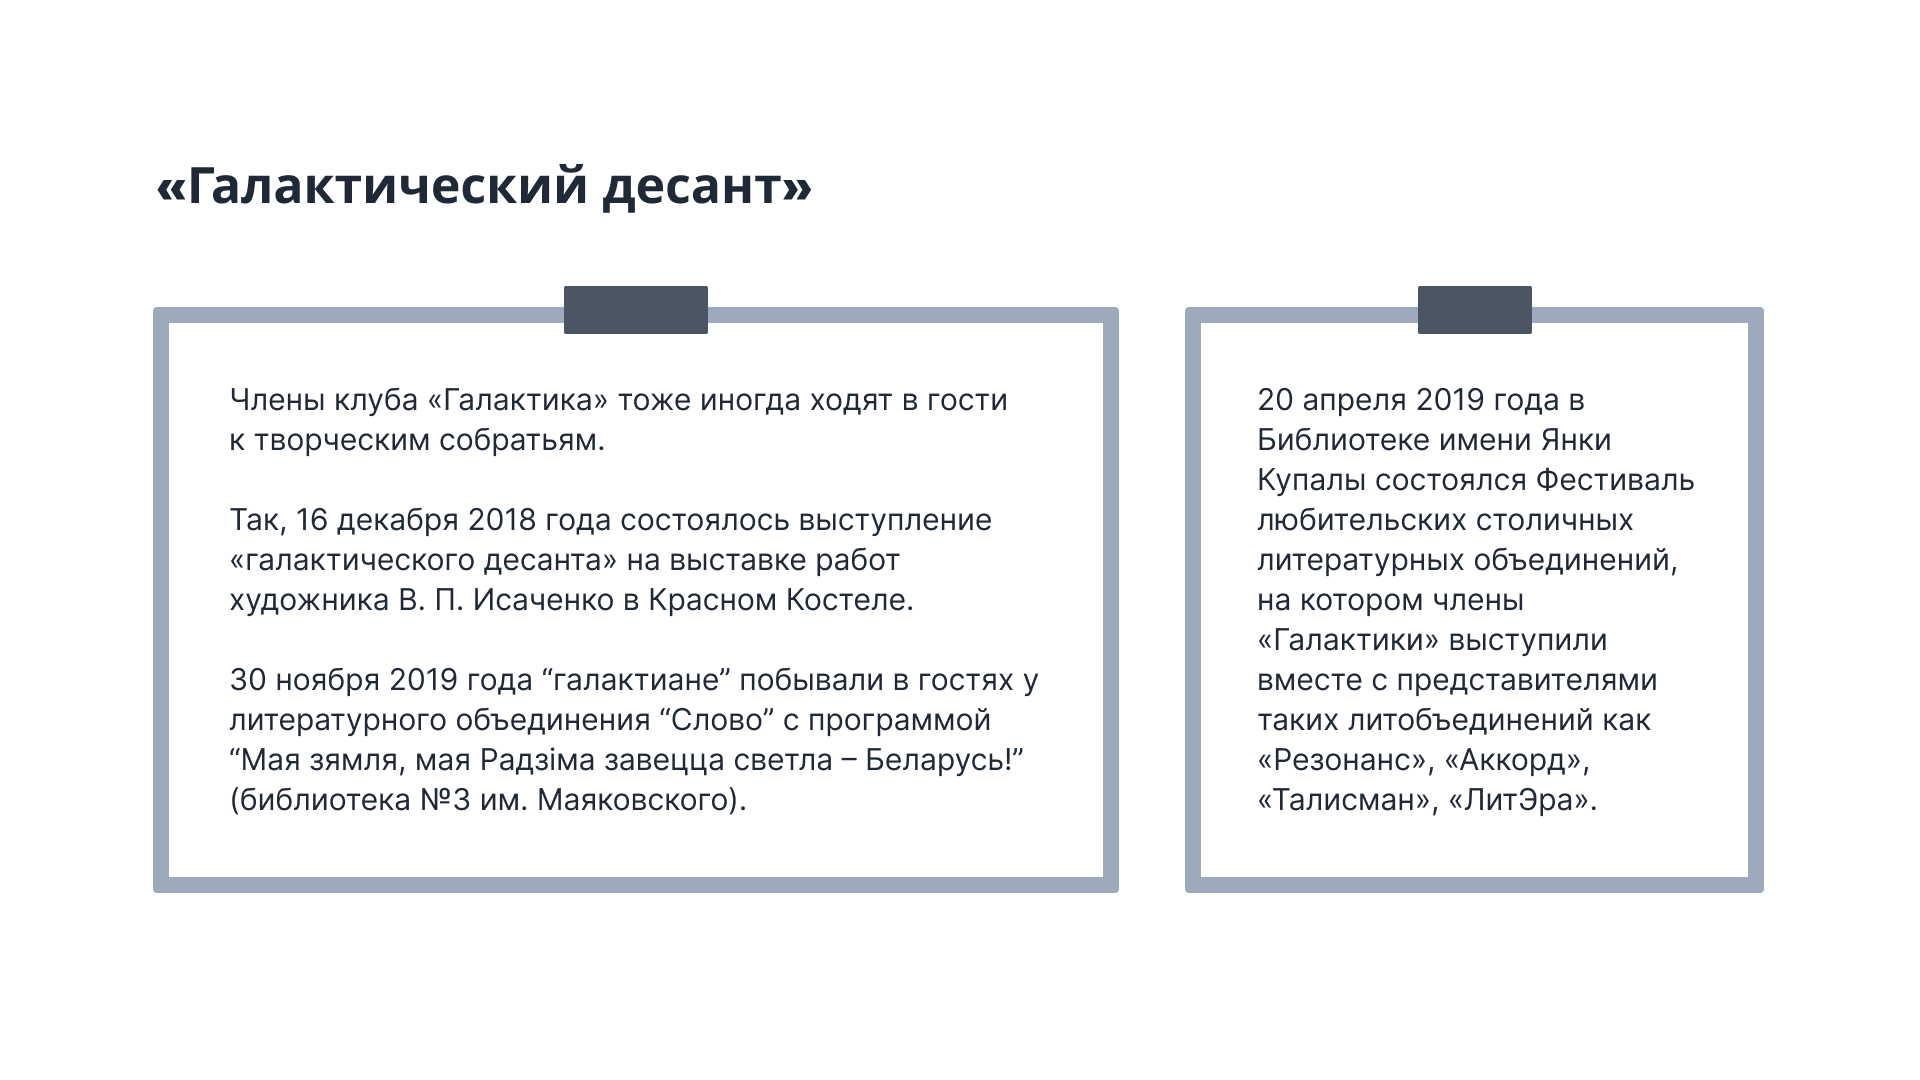 «Галактический десант»
Члены клуба «Галактика» тоже иногда ходят в гости
к творческим собратьям.
Так, 16 декабря 2018 года состоялось выступление
«галактического десанта» на выставке работ
художника В. П. Исаченко в Красном Костеле.
30 ноября 2019 года “галактиане” побывали в гостях у
литературного объединения “Слово” с программой
“Мая зямля, мая Радзіма завецца светла – Беларусь!”
(библиотека №3 им. Маяковского).
20 апреля 2019 года в
Библиотеке имени Янки
Купалы состоялся Фестиваль
любительских столичных
литературных объединений,
на котором члены
«Галактики» выступили
вместе с представителями
таких литобъединений как
«Резонанс», «Аккорд»,
«Талисман», «ЛитЭра».